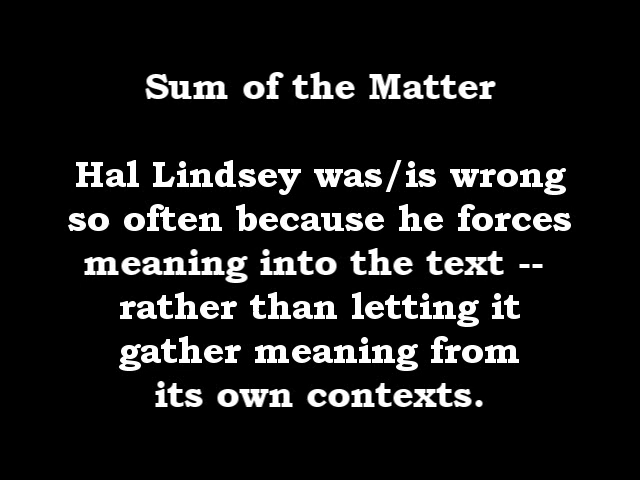 Sum of the Matter
Hal Lindsey was/is wrong
so often because he forces
meaning into the text --
rather than letting it
gather meaning from
its own contexts.